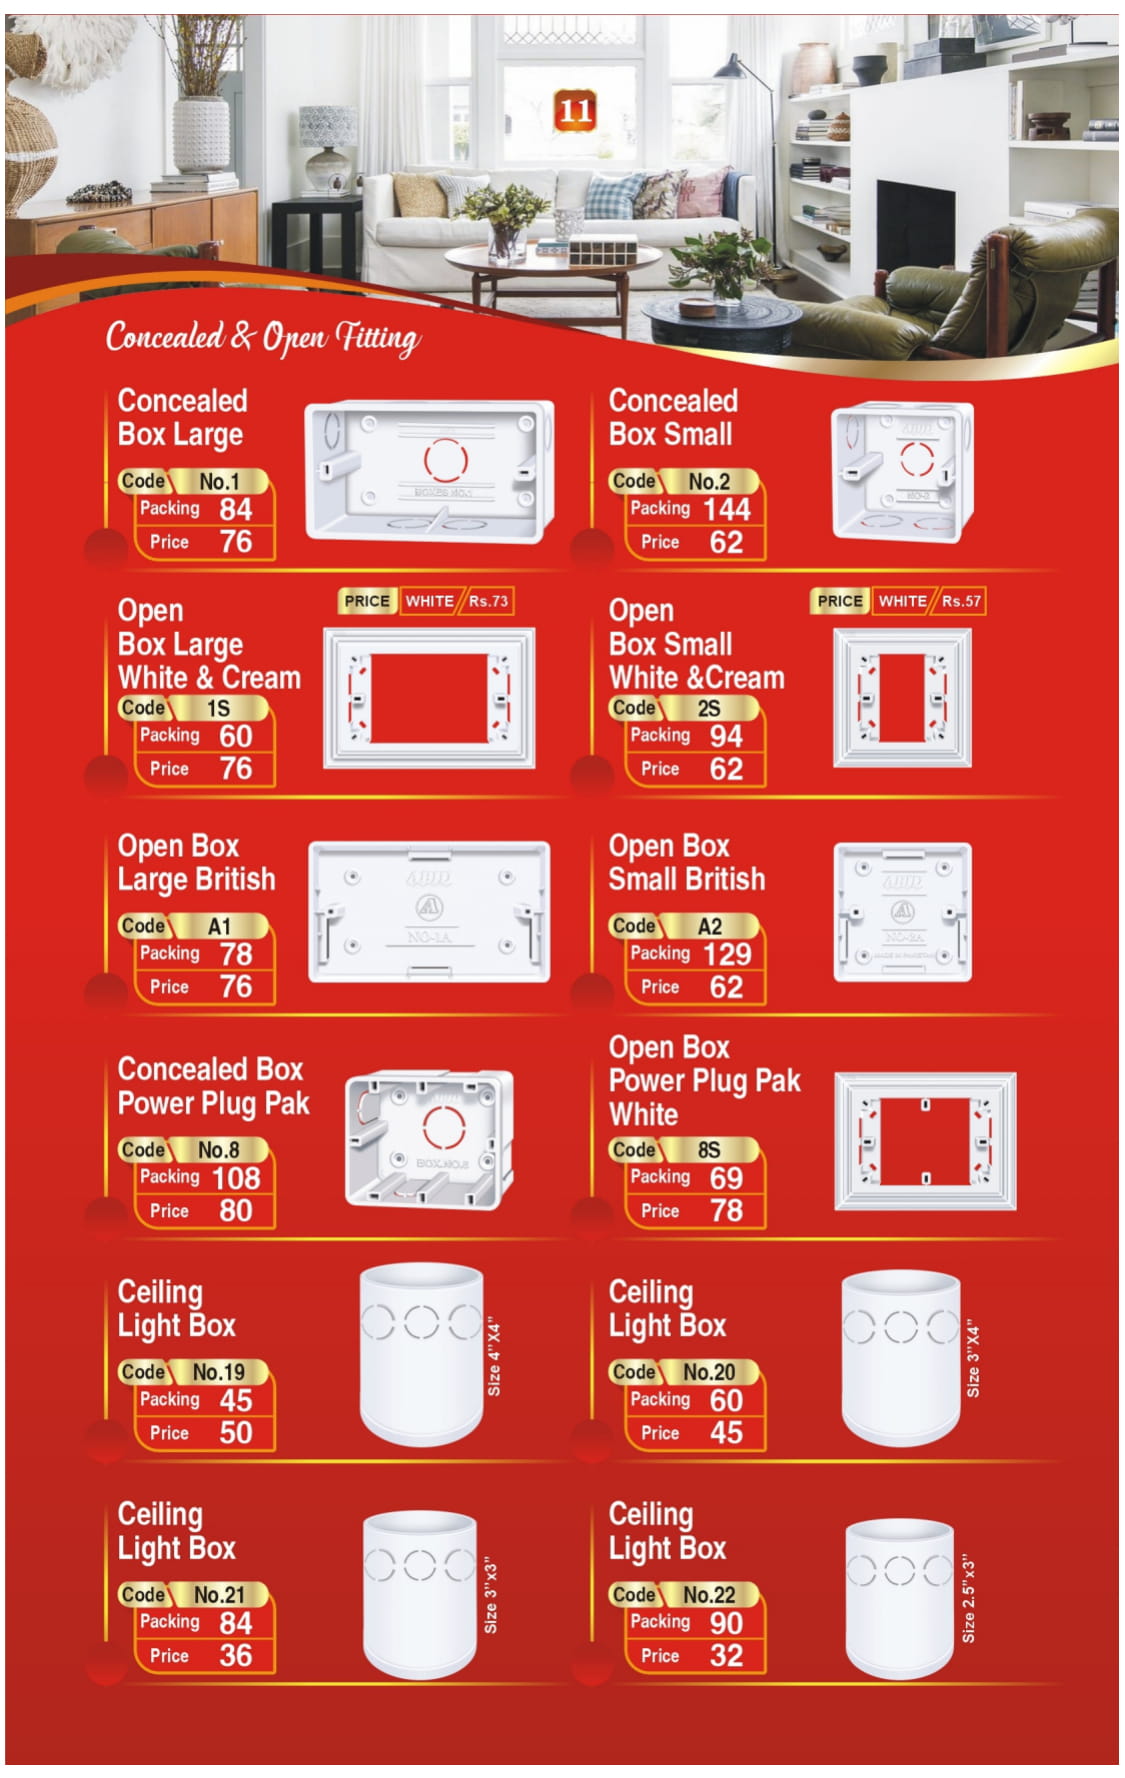 11
Concealed & Open Fitting
Concealed
Box Large
Code No.1
Packing 84
Price 76
BOXES NO.1
Concealed
Box Small
Code No.2
Packing 144
Price 62
NO-2
Open
Box Large
White & Cream
PRICE WHITE Rs.73
Code 1S
Packing 60
Price 76
Open
Box Small
White &Cream
PRICE WHITE Rs.57
Code 2S
Packing 94
Price 62
Open Box
Large British
Code A1
Packing 78
Price 76
NO-1A
Open Box
Small British
Code A2
Packing 129
Price 62
NO-2A
MADE IN PAKISTAN
Concealed Box
Power Plug Pak
Code No.8
Packing 108
Price 80
BOX.NO.8
Open Box
Power Plug Pak
White
Code 8S
Packing 69
Price 78
Ceiling
Light Box
Code No.19
Packing 45
Price 50
Size 4”X4”
Ceiling
Light Box
Code No.20
Packing 60
Price 45
Size 3”X4”
Ceiling
Light Box
Code No.21
Packing 84
Price 36
Size 3”x3”
Ceiling
Light Box
Code No.22
Packing 90
Price 32
Size 2.5”x3”